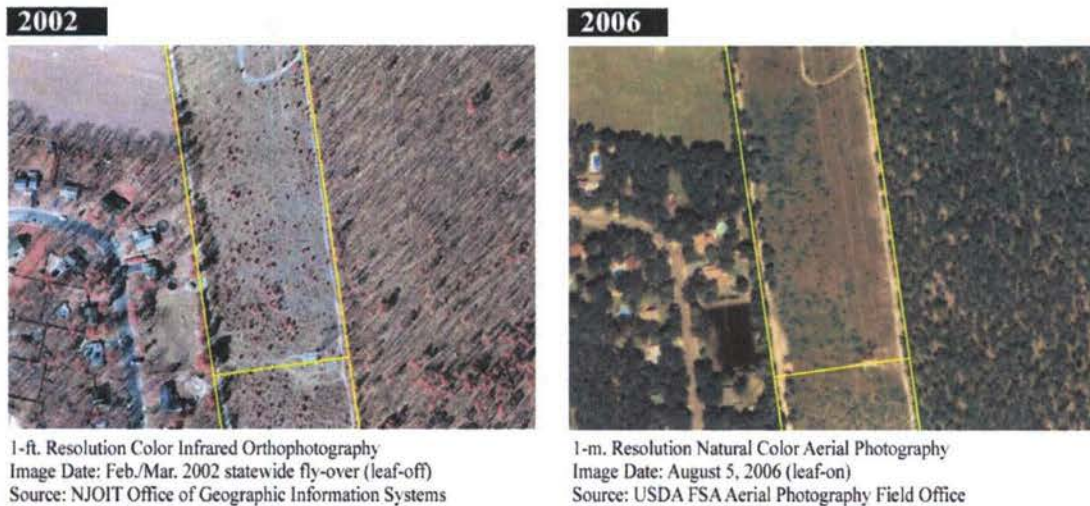 2002
1-ft. Resolution Color Infrared Orthophotography
Image Date: Feb./Mar. 2002 statewide fly-over (leaf-off)
Source: NJOIT Office of Geographic Information Systems
2006
1-m. Resolution Natural Color Aerial Photography
Image Date: August 5, 2006 (leaf-on)
Source: USDA FSA Aerial Photography Field Office